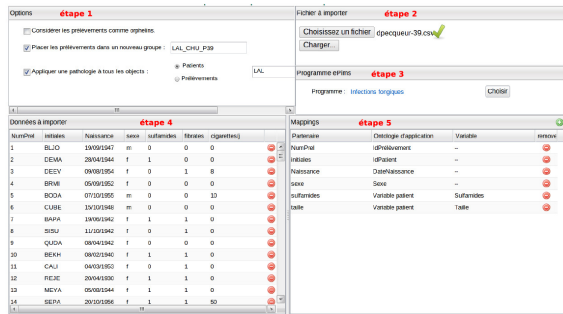 Options étape 1
Considérer les prélèvements comme orphelins
Placer les prélèvements dans un nouveau groupe : LAL_CHU_P39
Appliquer une pathologie à tous les objects : Patients
Prélèvements
LAL
Fichier à importer étape 2
Choisissez un fichier dpecqueur-39.csv
Charger...
Programme ePims étape 3
Programme : Infections fongiques Choisir
Données à importer étape 4
NumPrel initiales Naissance sexe sulfamides fibrates cigarettes/j
1 BLJO 19/09/1947 m 0 0 0
2 DEMA 28/04/1944 f 1 0 0
3 DEEV 09/08/1954 f 0 1 8
4 BRMI 05/09/1952 f 0 0 0
5 BODA 07/10/1955 m 0 0 10
6 CUBE 15/10/1948 m 0 0 0
7 BAPA 19/06/1942 f 1 1 0
8 SISU 11/10/1942 f 0 0 0
9 QUDA 08/04/1942 f 1 0 0
10 BEKH 08/02/1940 f 1 1 0
11 CALI 04/03/1953 f 0 1 0
12 REJE 20/04/1930 f 1 1 0
13 MEYA 05/08/1944 f 1 1 0
14 SEPA 20/10/1956 f 1 1 50
Mappings étape 5
Partenaire Ontologie d'application Variable remove
NumPrel IdPrélèvement –
initiales IdPatient –
Naissance DateNaissance –
sexe Sexe –
sulfamides Variable patient Sulfamides
taille Variable patient Taille